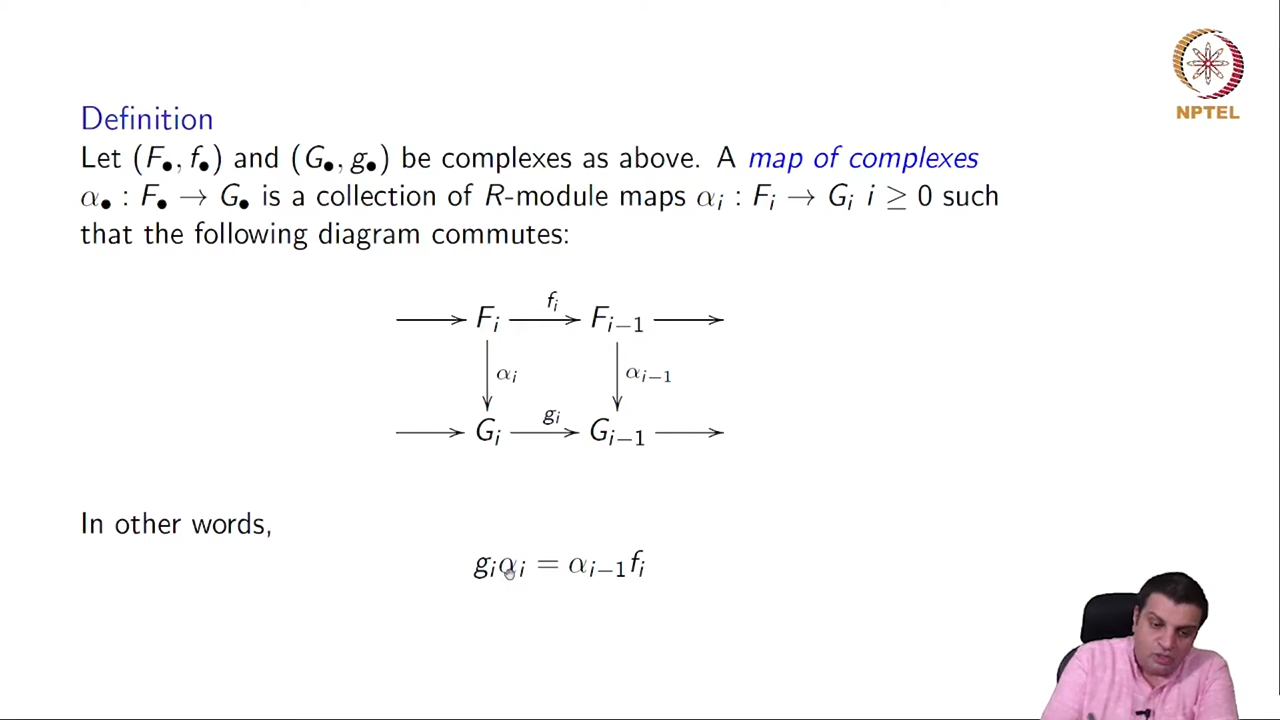 NPTEL
Definition
Let (F•, f•) and (G•, g•) be complexes as above. A map of complexes
α• : F• → G• is a collection of R-module maps αᵢ : Fᵢ → Gᵢ i ≥ 0 such
that the following diagram commutes:
fᵢ
Fᵢ Fᵢ₋₁
αᵢ αᵢ₋₁
gᵢ
Gᵢ Gᵢ₋₁
In other words,
gᵢαᵢ = αᵢ₋₁fᵢ